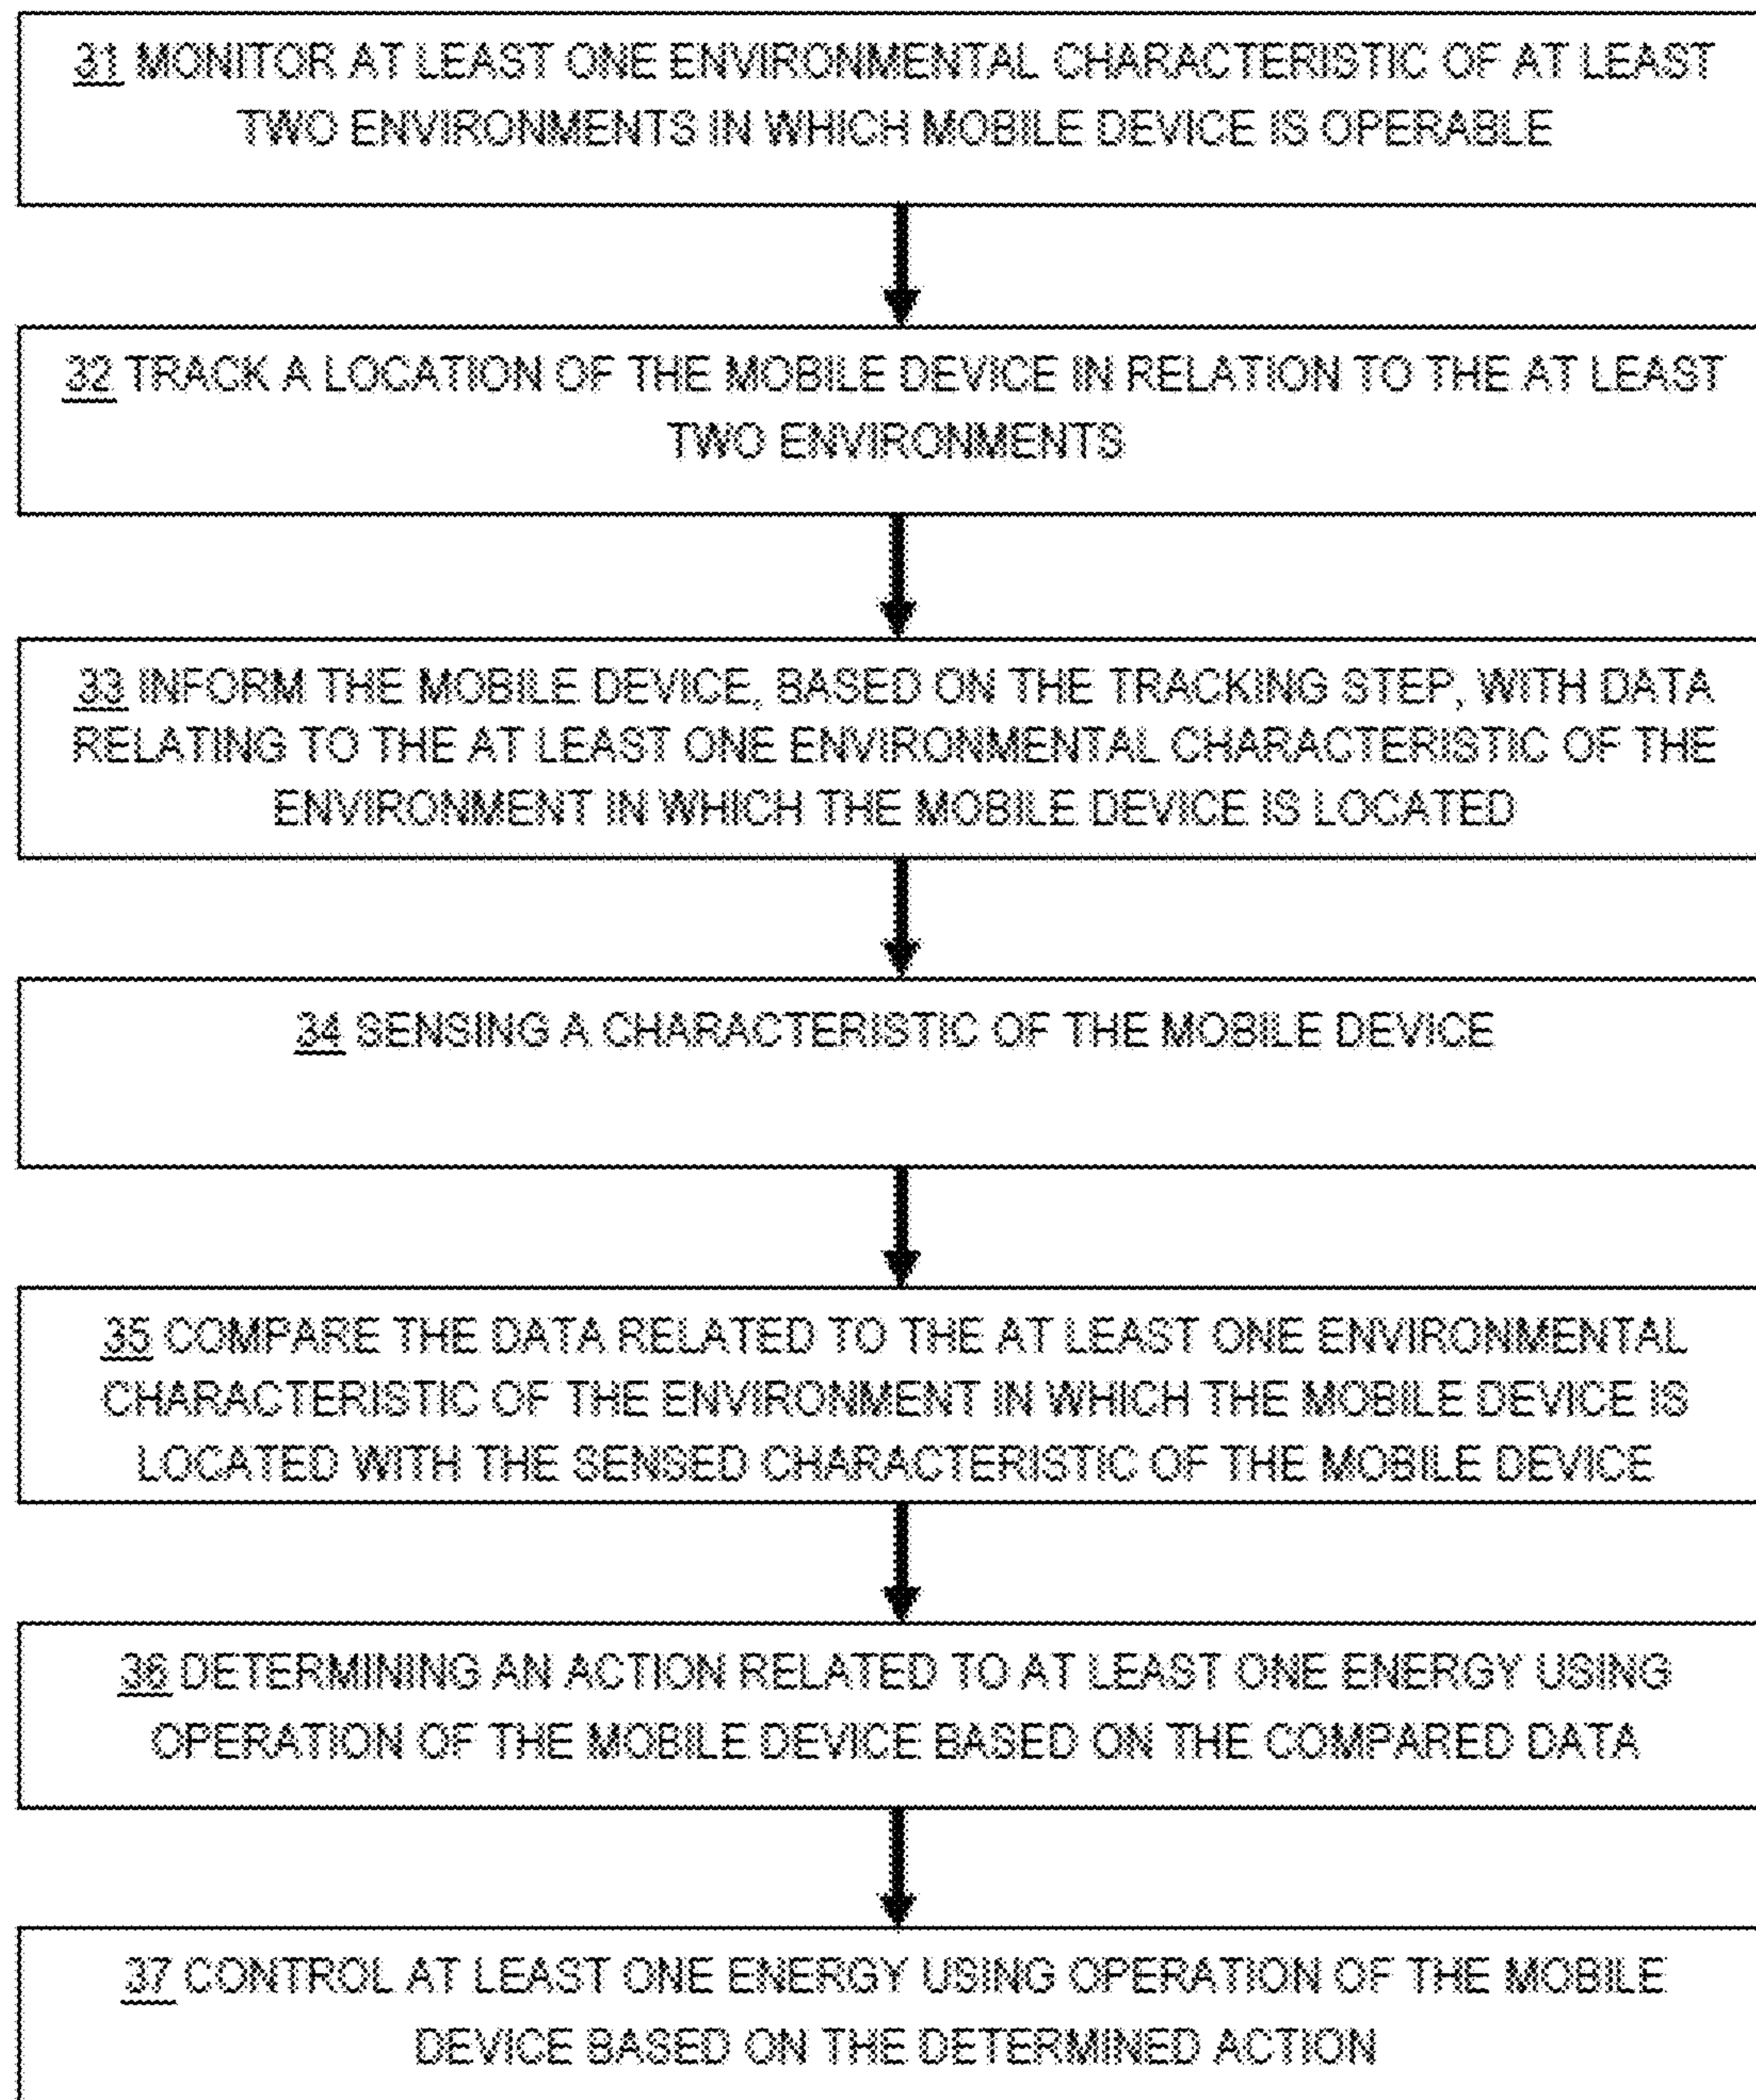 31 MONITOR AT LEAST ONE ENVIRONMENTAL CHARACTERISTIC OF AT LEAST
TWO ENVIRONMENTS IN WHICH MOBILE DEVICE IS OPERABLE
32 TRACK A LOCATION OF THE MOBILE DEVICE IN RELATION TO THE AT LEAST
TWO ENVIRONMENTS
33 INFORM THE MOBILE DEVICE, BASED ON THE TRACKING STEP, WITH DATA
RELATING TO THE AT LEAST ONE ENVIRONMENTAL CHARACTERISTIC OF THE
ENVIRONMENT IN WHICH THE MOBILE DEVICE IS LOCATED
34 SENSING A CHARACTERISTIC OF THE MOBILE DEVICE
35 COMPARE THE DATA RELATED TO THE AT LEAST ONE ENVIRONMENTAL
CHARACTERISTIC OF THE ENVIRONMENT IN WHICH THE MOBILE DEVICE IS
LOCATED WITH THE SENSED CHARACTERISTIC OF THE MOBILE DEVICE
36 DETERMINING AN ACTION RELATED TO AT LEAST ONE ENERGY USING
OPERATION OF THE MOBILE DEVICE BASED ON THE COMPARED DATA
37 CONTROL AT LEAST ONE ENERGY USING OPERATION OF THE MOBILE
DEVICE BASED ON THE DETERMINED ACTION